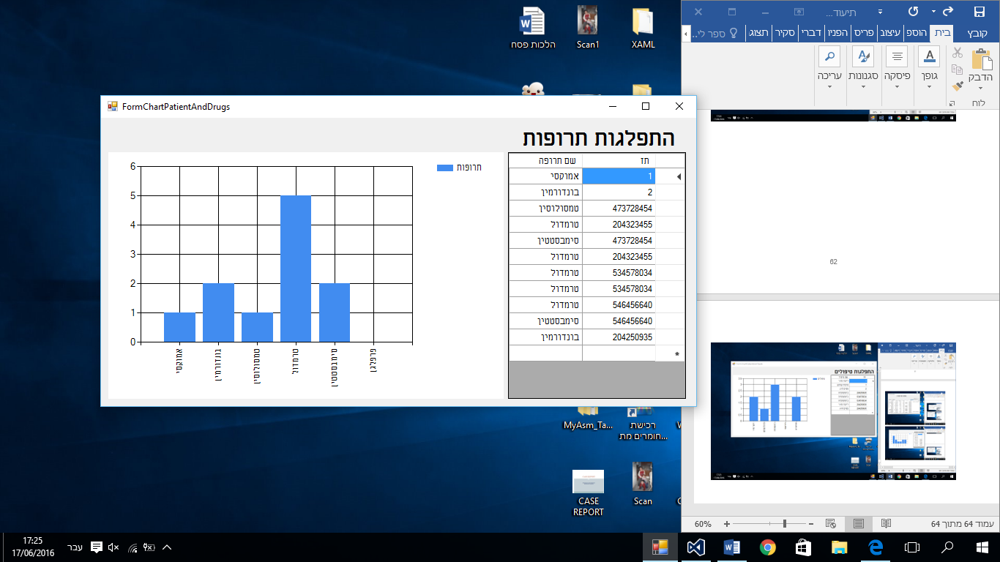 הלכות פסח
Scan1
XAML
FormChartPatientAndDrugs
התפלגות תרופות
תרופות
6
5
4
3
2
1
0
אמוקסי
בונדורמין
טמסולוסין
טרמדול
סימבסטטין
תז שם תרופה
1 אמוקסי
2 בונדורמין
473728454 טמסולוסין
204323455 טרמדול
473728454 סימבסטטין
204323455 טרמדול
534578034 טרמדול
534578034 טרמדול
546456640 טרמדול
546456640 סימבסטטין
204250935 בונדורמין
*
MyAsm_Ta...
רכישת
חומרים מת...
CASE
REPORT
Scan
תיעוד...
קובץ בית הוספ עיצוב פריס הפניו דברי סקיר תצוג ספר לי...
הדבק
גופן
פיסקה
סגנונות
עריכה
לוח
62
התפלגות טיפולים
עמוד 64 מתוך 64
60%
17:25
17/06/2016
עבר